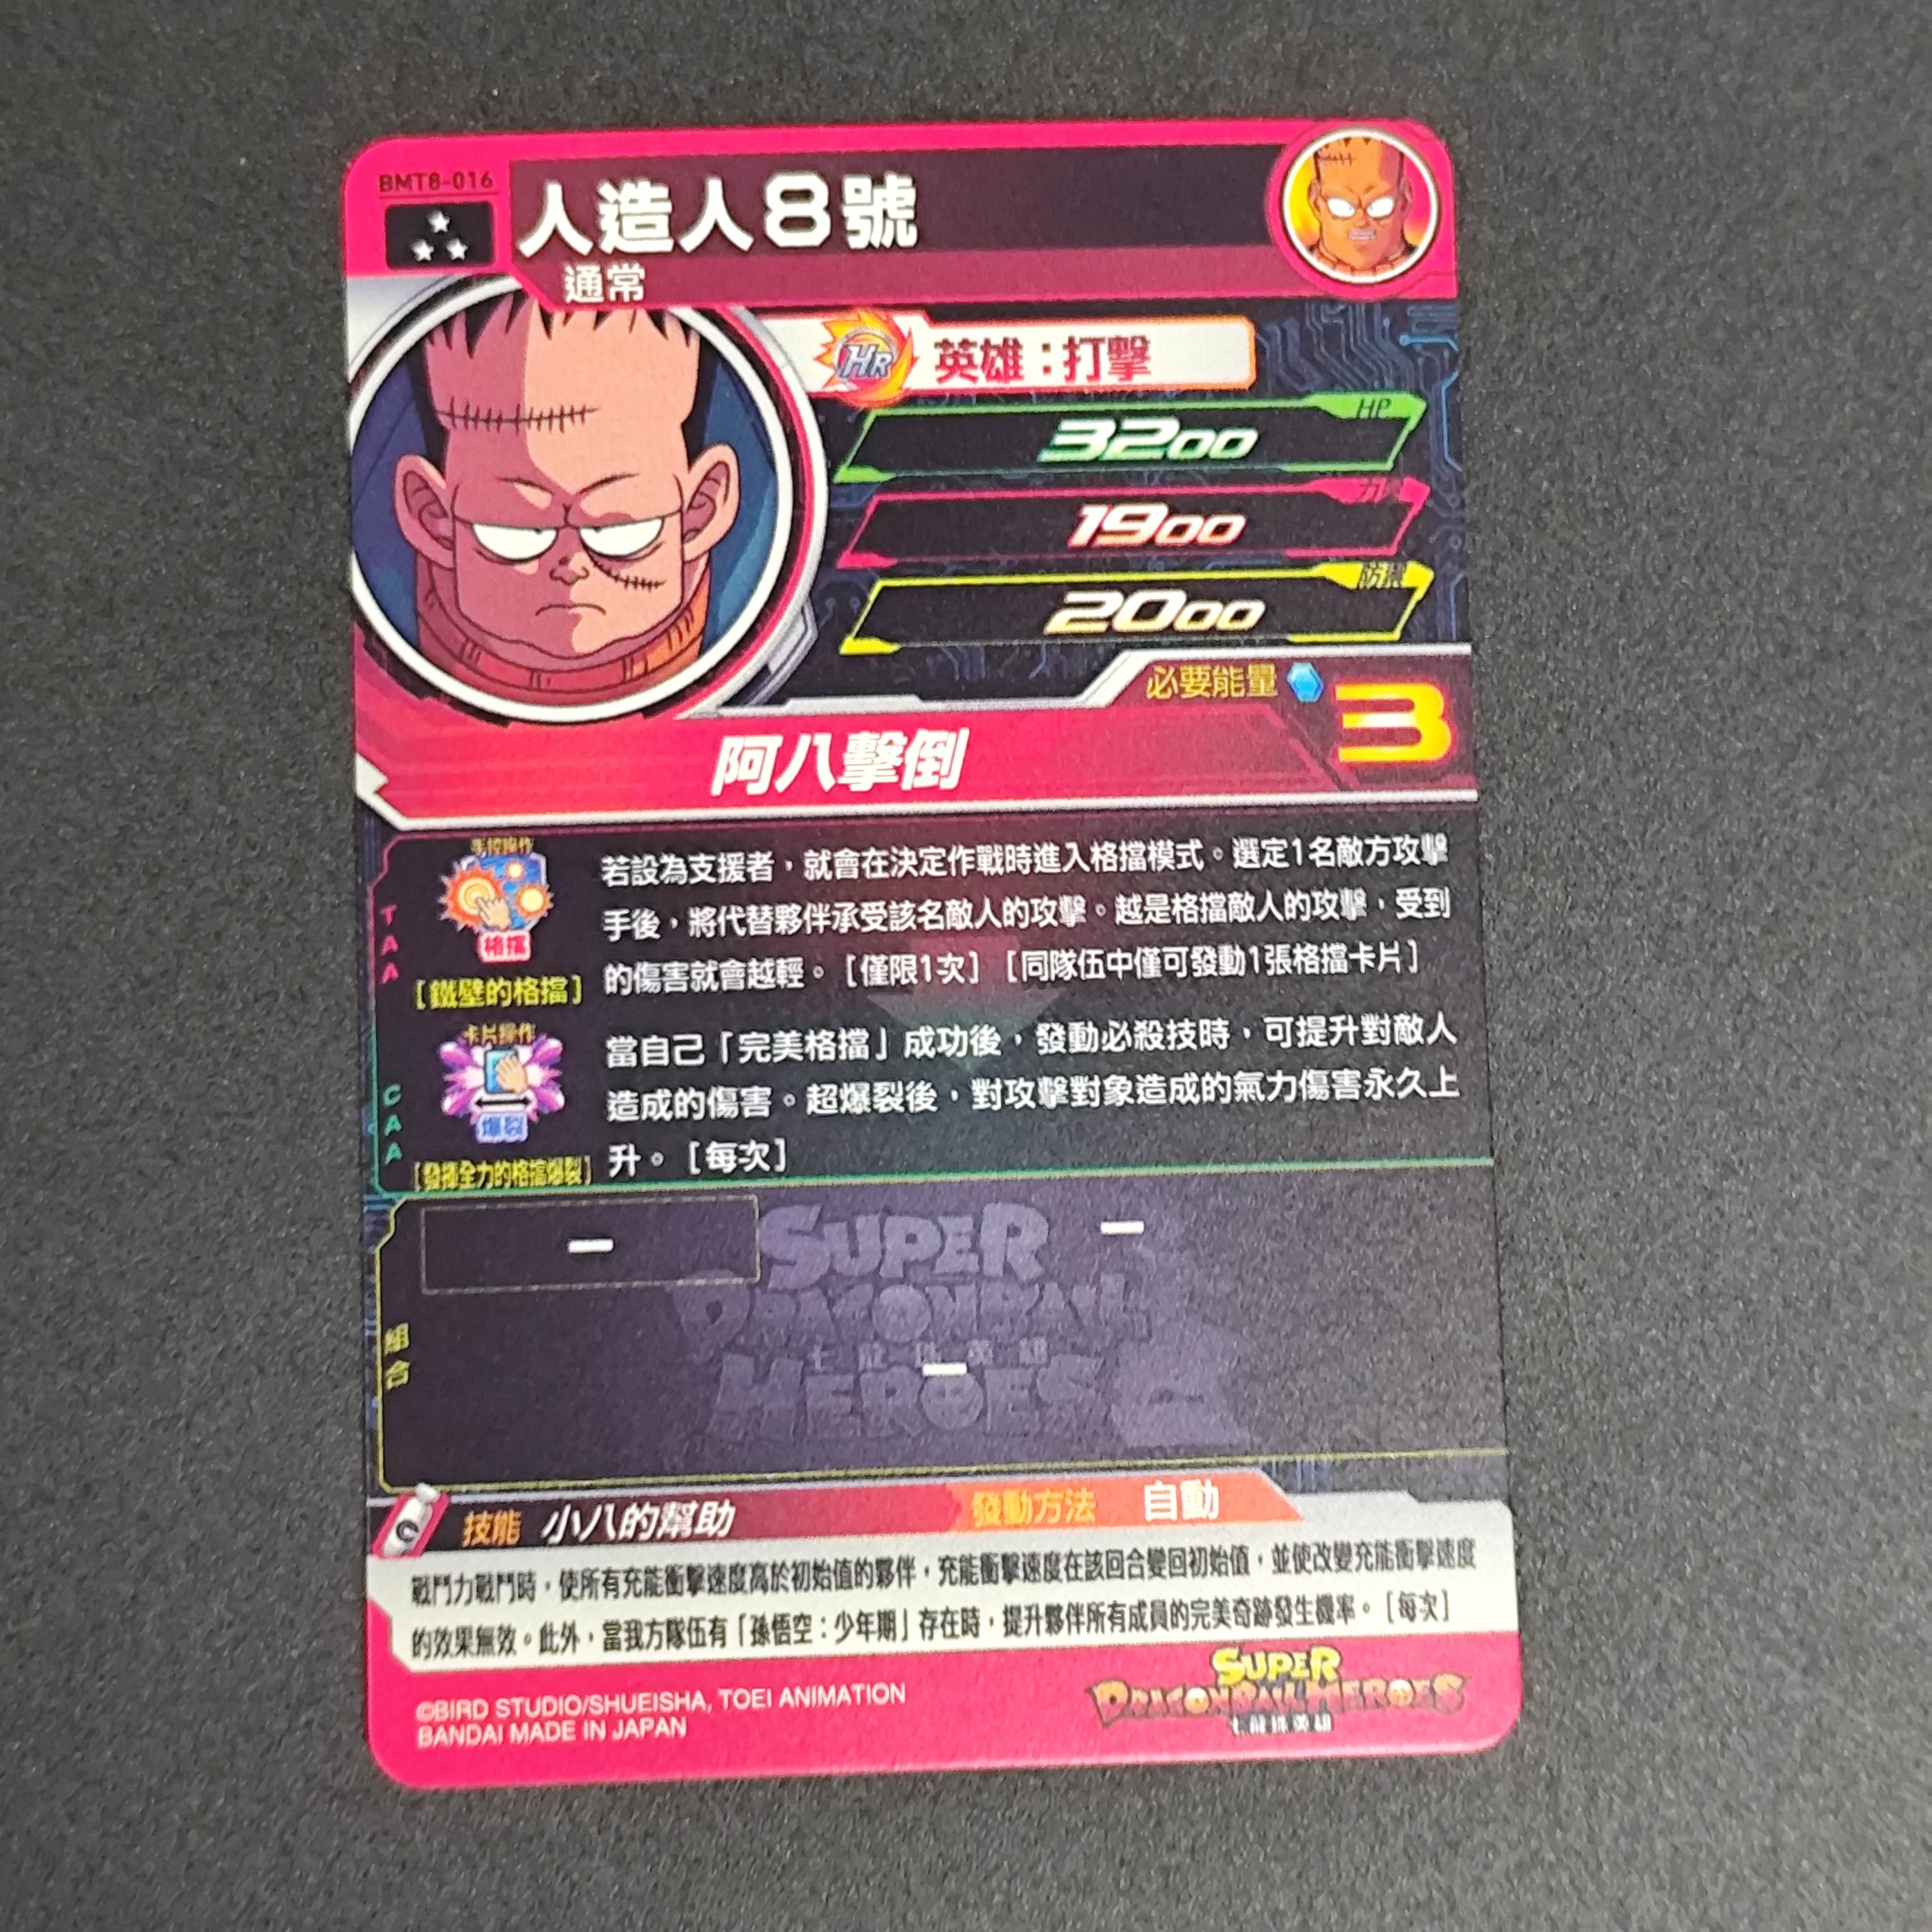 BMT8-016
人造人8號
通常
HR 英雄：打擊
HP
3200
力量
1900
防禦
2000
必要能量 3
阿八擊倒
TAA
手控操作
格擋
[鐵壁的格擋]
若設為支援者，就會在決定作戰時進入格擋模式。選定1名敵方攻擊
手後，將代替夥伴承受該名敵人的攻擊。越是格擋敵人的攻擊，受到
的傷害就會越輕。[僅限1次] [同隊伍中僅可發動1張格擋卡片]
CAA
卡片操作
爆裂
[發揮全力的格擋爆裂]
當自己「完美格擋」成功後，發動必殺技時，可提升對敵人
造成的傷害。超爆裂後，對攻擊對象造成的氣力傷害永久上
升。[每次]
組合
–
–
–
SUPER
DRAGONBALL
七龍珠英雄
HEROES
C 技能 小八的幫助 發動方法 自動
戰鬥力戰鬥時，使所有充能衝擊速度高於初始值的夥伴，充能衝擊速度在該回合變回初始值，並使改變充能衝擊速度
的效果無效。此外，當我方隊伍有「孫悟空：少年期」存在時，提升夥伴所有成員的完美奇跡發生機率。[每次]
©BIRD STUDIO/SHUEISHA, TOEI ANIMATION
BANDAI MADE IN JAPAN
SUPER
DRAGONBALL HEROES
七龍珠英雄